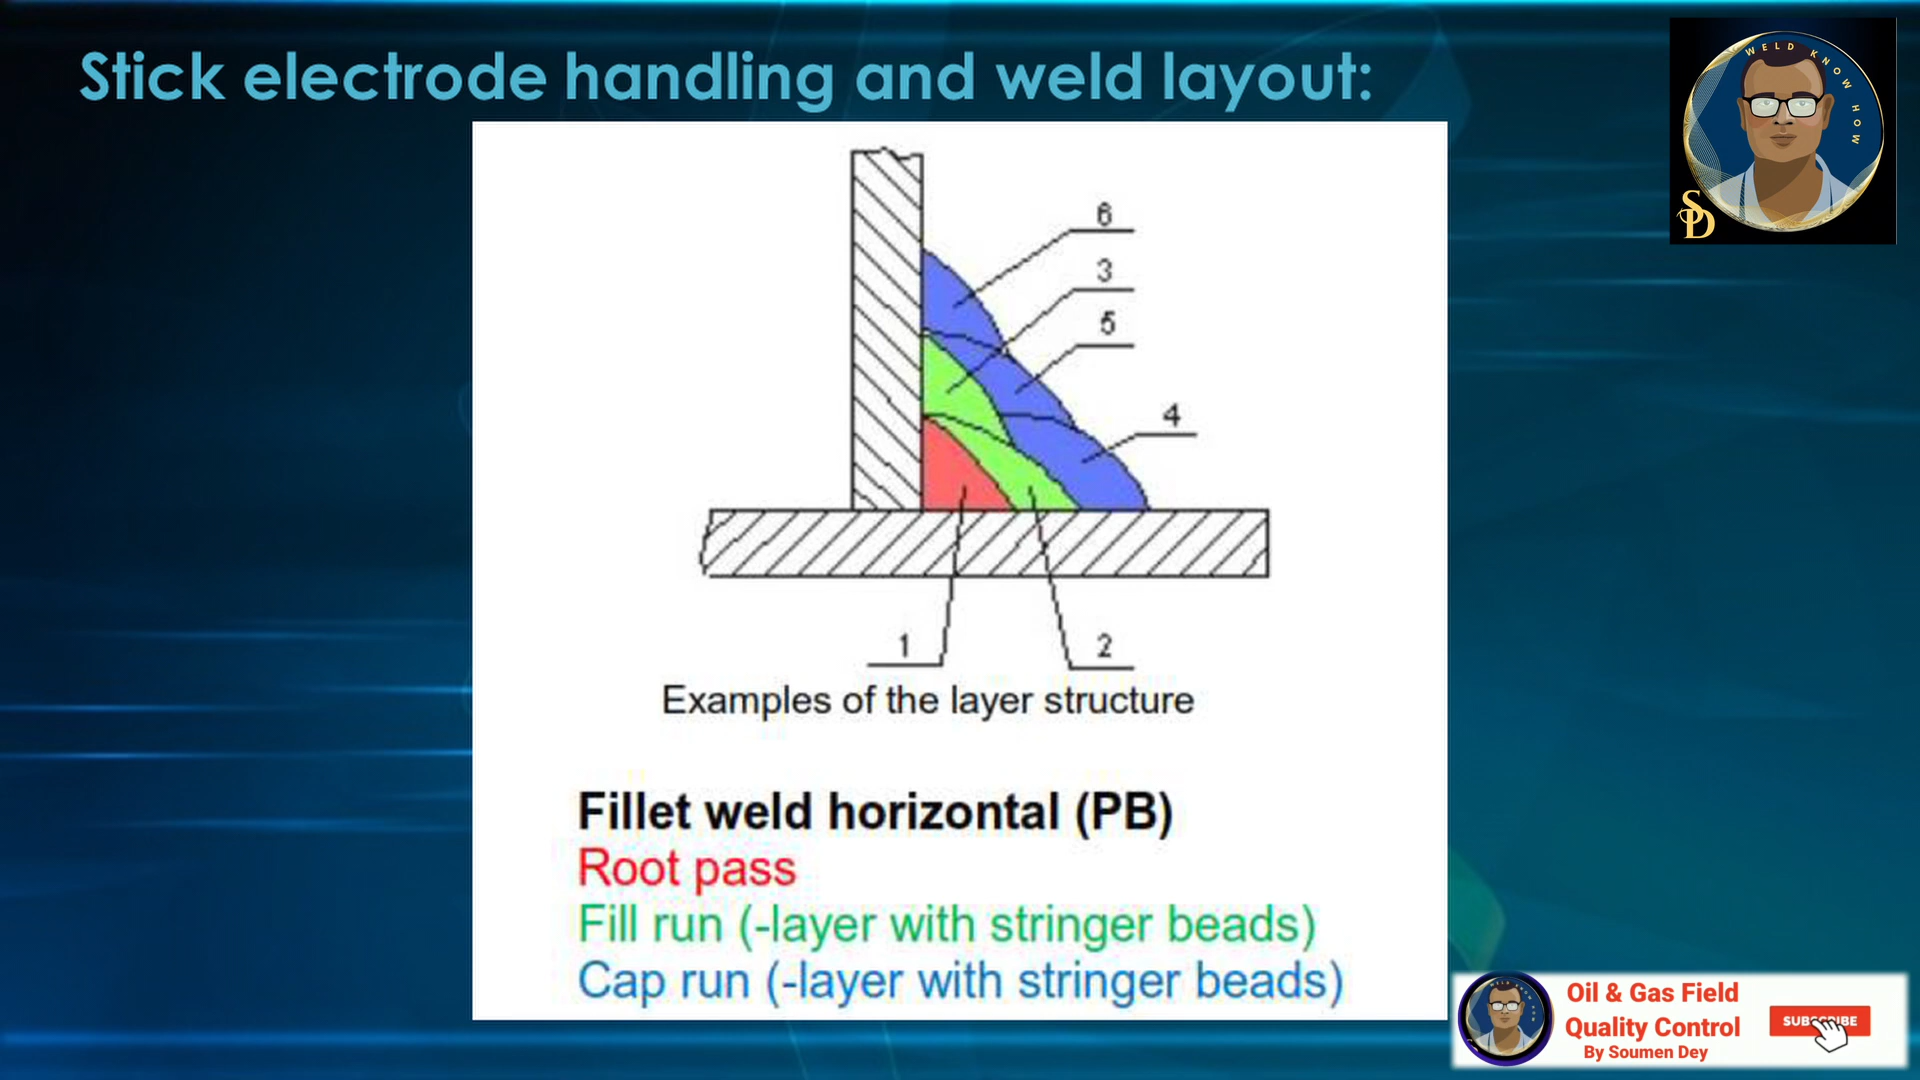 Stick electrode handling and weld layout:
WELD KNOW HOW
SD
6
3
5
4
1
2
Examples of the layer structure
Fillet weld horizontal (PB)
Root pass
Fill run (-layer with stringer beads)
Cap run (-layer with stringer beads)
Oil & Gas Field
Quality Control
By Soumen Dey
SUBSCRIBE